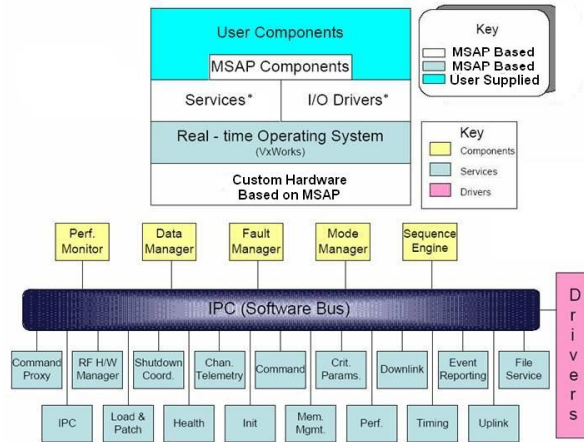 User Components
MSAP Components
Services*
I/O Drivers*
Real - time Operating System
(VxWorks)
Custom Hardware
Based on MSAP
Key
MSAP Based
MSAP Based
User Supplied
Key
Components
Services
Drivers
Perf.
Monitor
Data
Manager
Fault
Manager
Mode
Manager
Sequence
Engine
IPC (Software Bus)
Drivers
Command
Proxy
RF H/W
Manager
Shutdown
Coord.
Chan.
Telemetry
Command
Crit.
Params.
Downlink
Event
Reporting
File
Service
IPC
Load &
Patch
Health
Init
Mem.
Mgmt.
Perf.
Timing
Uplink